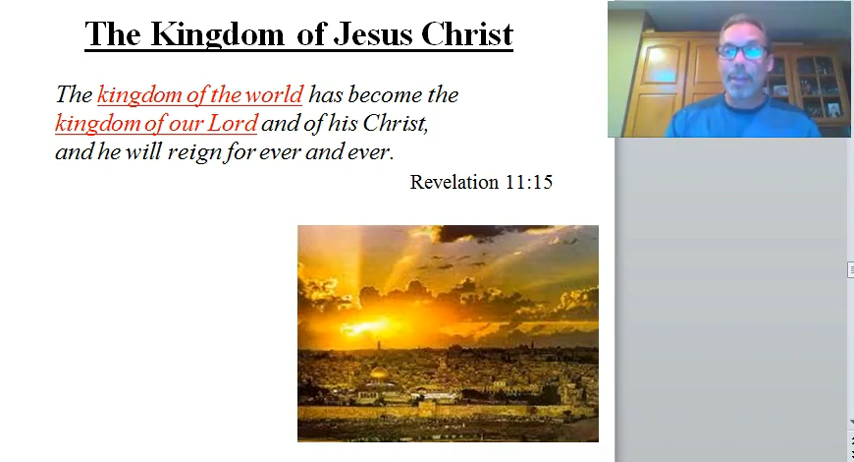 The Kingdom of Jesus Christ
The kingdom of the world has become the
kingdom of our Lord and of his Christ,
and he will reign for ever and ever.
Revelation 11:15